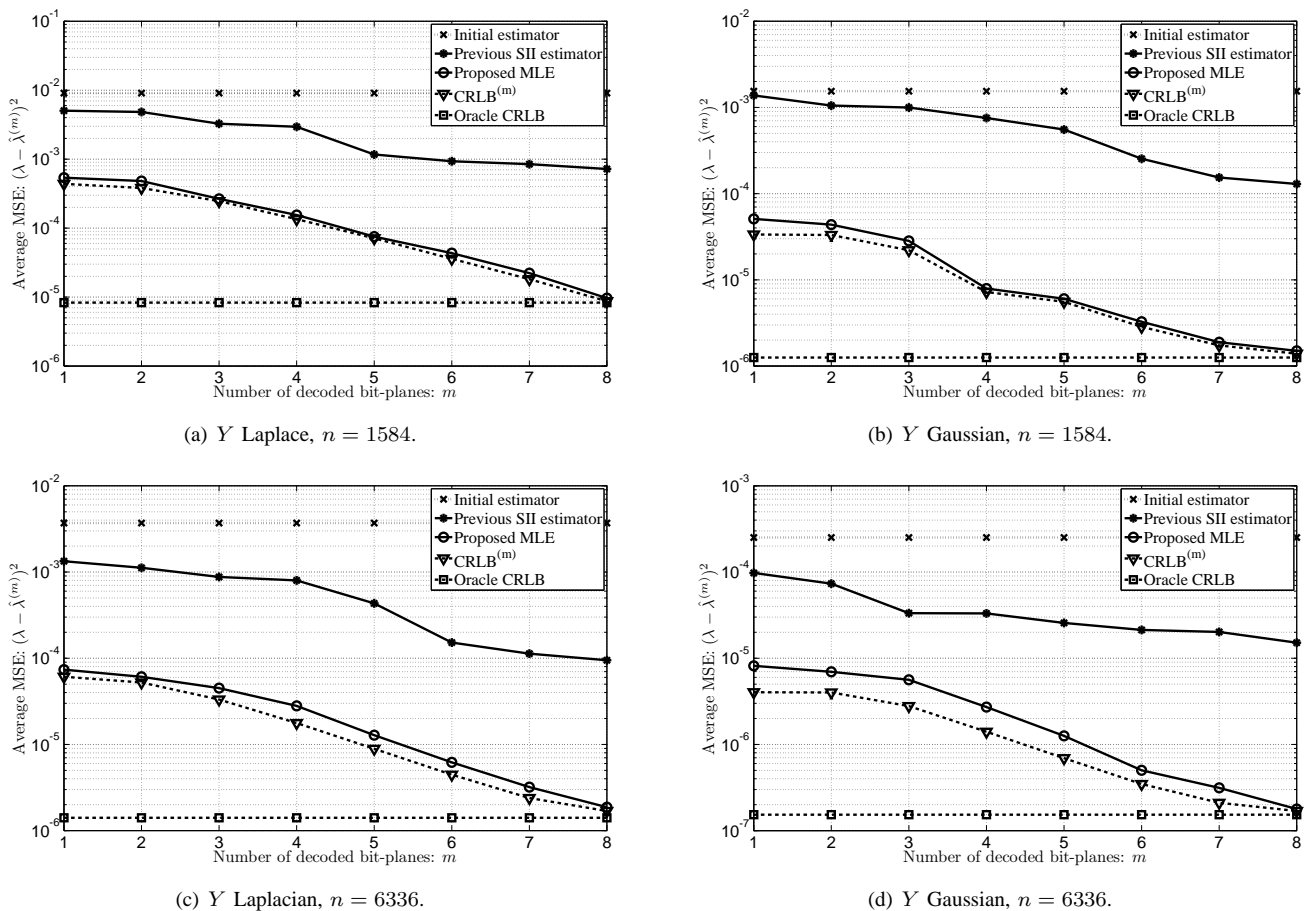 10^-1
10^-2
10^-3
10^-4
10^-5
10^-6
Average MSE: (λ − λ̂^(m))^2
Initial estimator
Previous SII estimator
Proposed MLE
CRLB^(m)
Oracle CRLB
1 2 3 4 5 6 7 8
Number of decoded bit-planes: m
(a) Y Laplace, n = 1584.
10^-2
10^-3
10^-4
10^-5
10^-6
Average MSE: (λ − λ̂^(m))^2
Initial estimator
Previous SII estimator
Proposed MLE
CRLB^(m)
Oracle CRLB
1 2 3 4 5 6 7 8
Number of decoded bit-planes: m
(b) Y Gaussian, n = 1584.
10^-2
10^-3
10^-4
10^-5
10^-6
Average MSE: (λ − λ̂^(m))^2
Initial estimator
Previous SII estimator
Proposed MLE
CRLB^(m)
Oracle CRLB
1 2 3 4 5 6 7 8
Number of decoded bit-planes: m
(c) Y Laplacian, n = 6336.
10^-3
10^-4
10^-5
10^-6
10^-7
Average MSE: (λ − λ̂^(m))^2
Initial estimator
Previous SII estimator
Proposed MLE
CRLB^(m)
Oracle CRLB
1 2 3 4 5 6 7 8
Number of decoded bit-planes: m
(d) Y Gaussian, n = 6336.